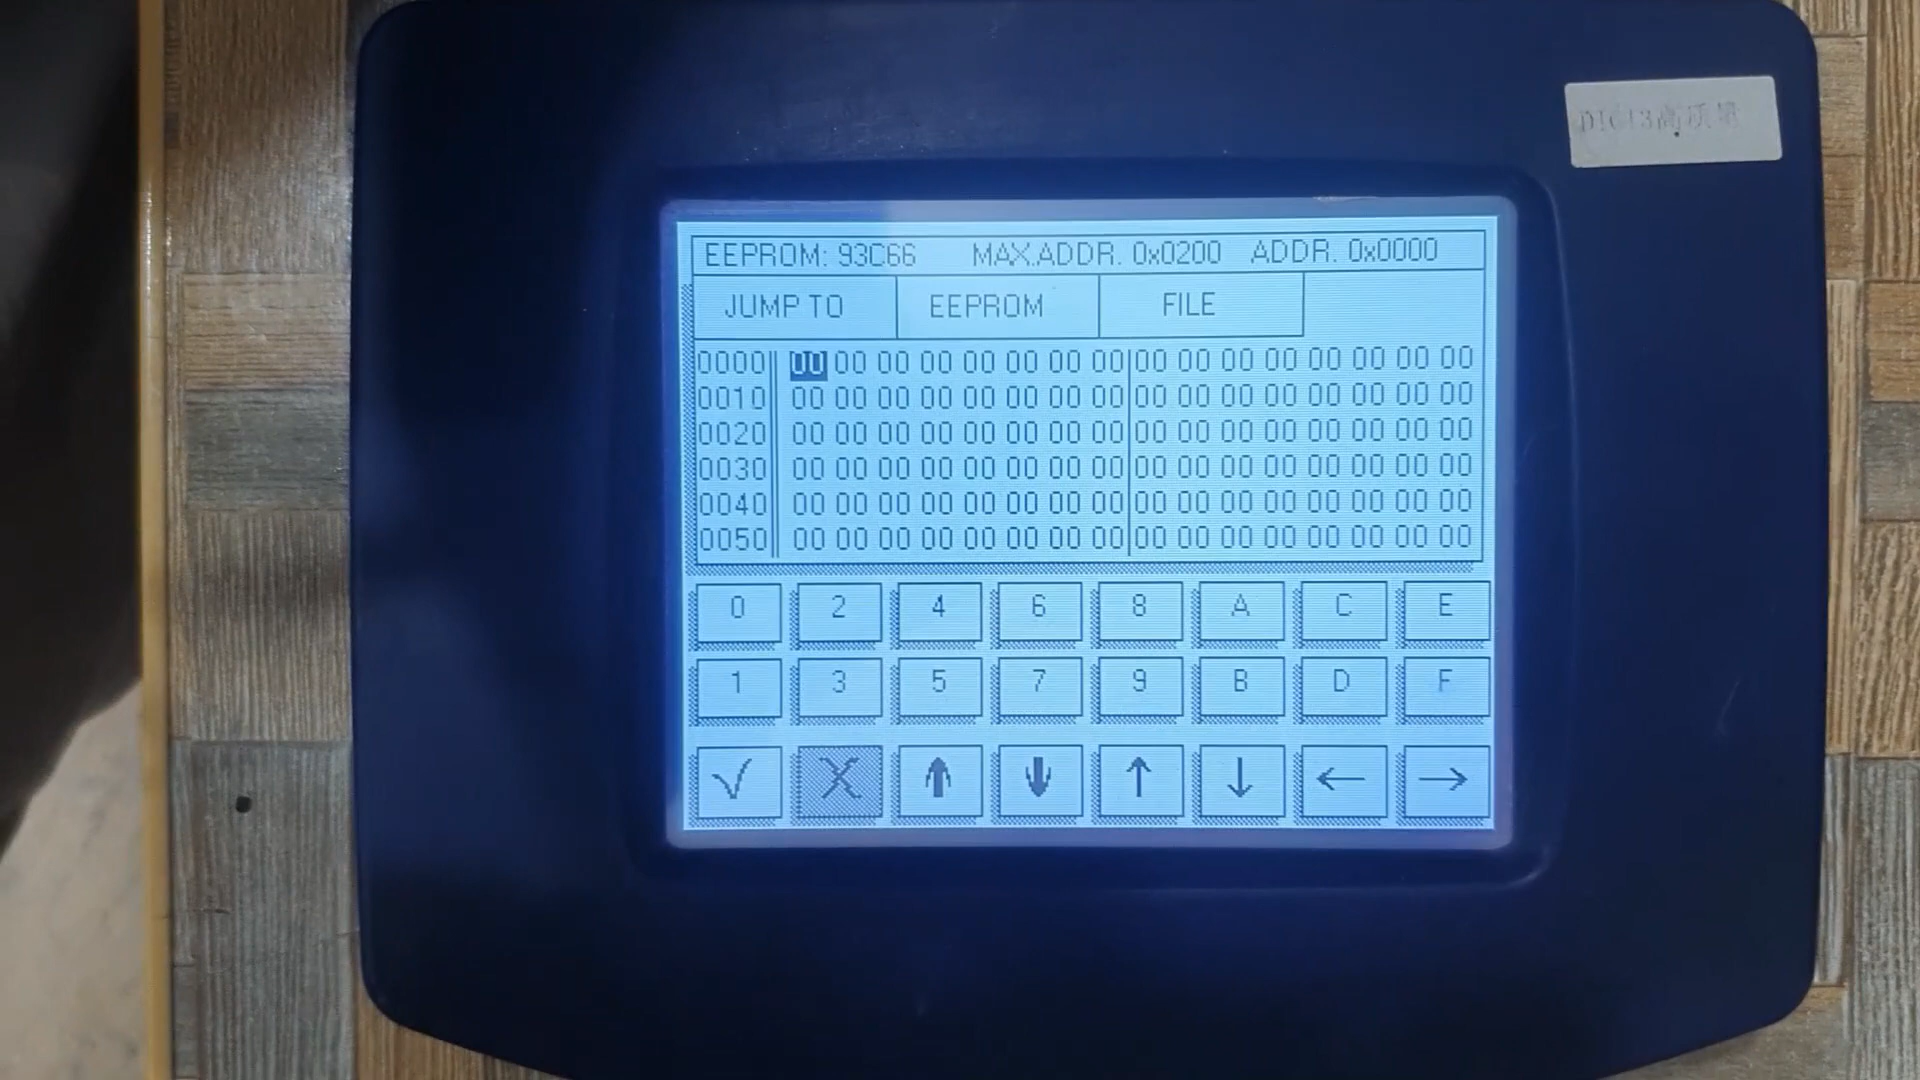 EEPROM: 93C66 MAX.ADDR. 0x0200 ADDR. 0x0000
JUMP TO EEPROM FILE
0000 00 00 00 00 00 00 00 00 00 00 00 00 00 00 00 00
0010 00 00 00 00 00 00 00 00 00 00 00 00 00 00 00 00
0020 00 00 00 00 00 00 00 00 00 00 00 00 00 00 00 00
0030 00 00 00 00 00 00 00 00 00 00 00 00 00 00 00 00
0040 00 00 00 00 00 00 00 00 00 00 00 00 00 00 00 00
0050 00 00 00 00 00 00 00 00 00 00 00 00 00 00 00 00
0 2 4 6 8 A C E
1 3 5 7 9 B D F
√ X ↑ ↓ ↑ ↓ ← →